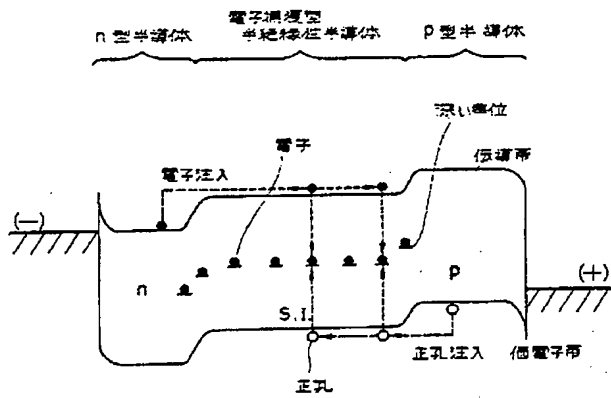 n型半導体
電子捕獲型
半絶縁性半導体
p型半導体
深い準位
電子
伝導帯
電子注入
(−)
(+)
n
p
S.I.
正孔
正孔注入
価電子帯